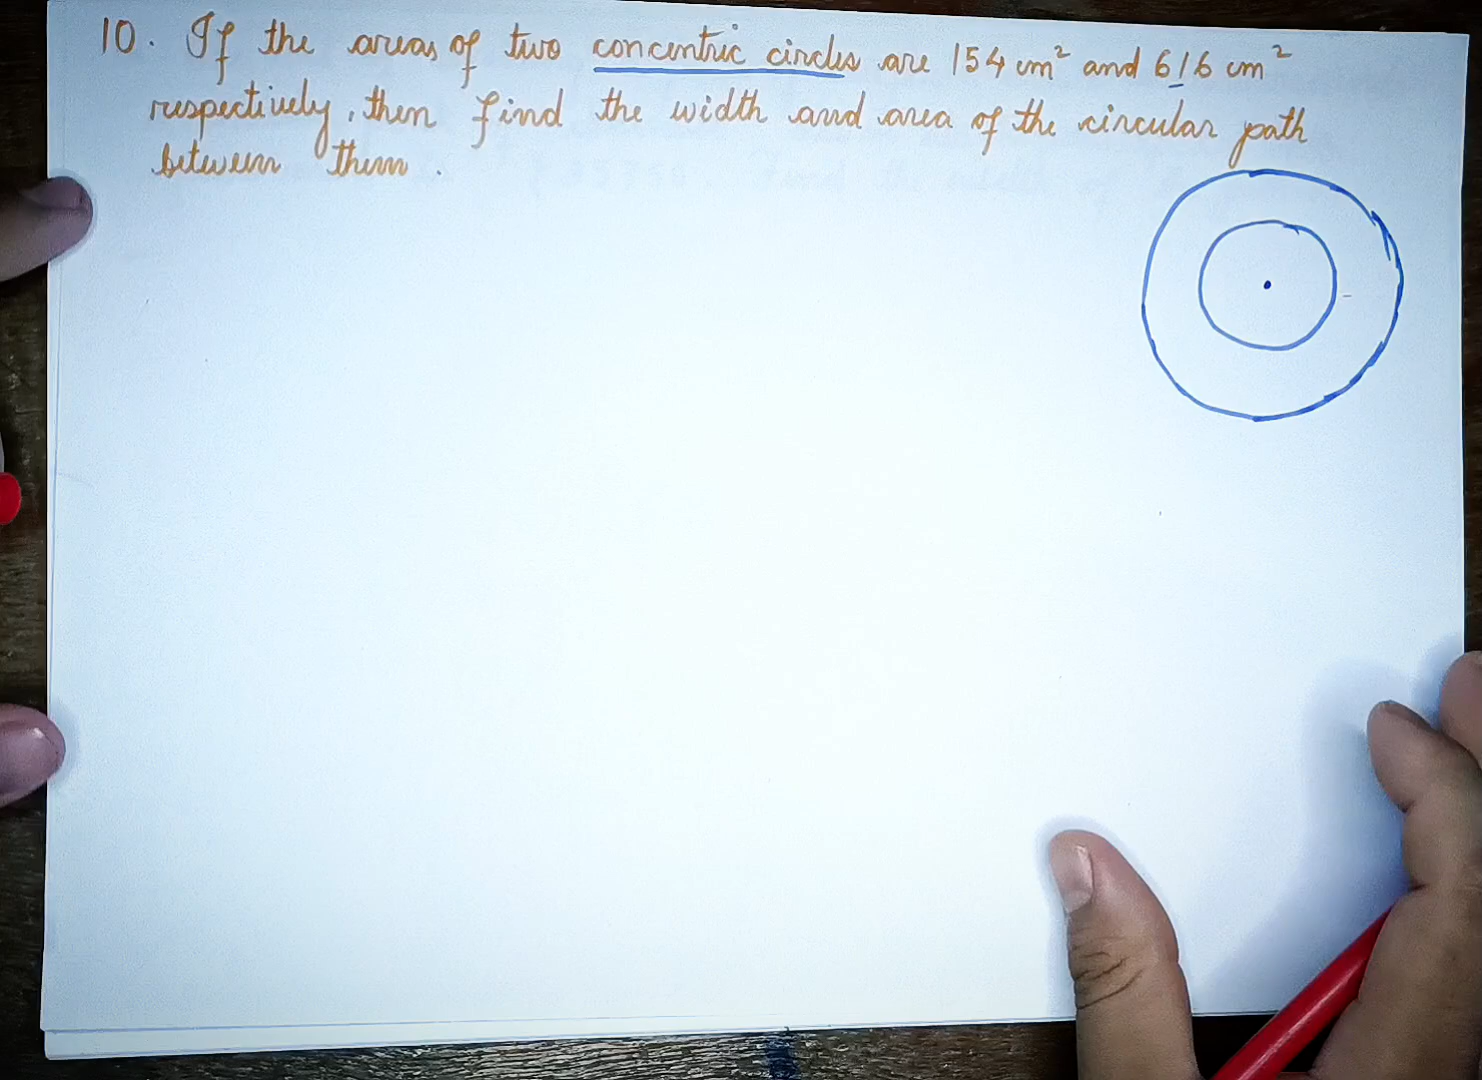 10. If the areas of two concentric circles are 154 cm² and 616 cm²
respectively, then find the width and area of the circular path
between them.